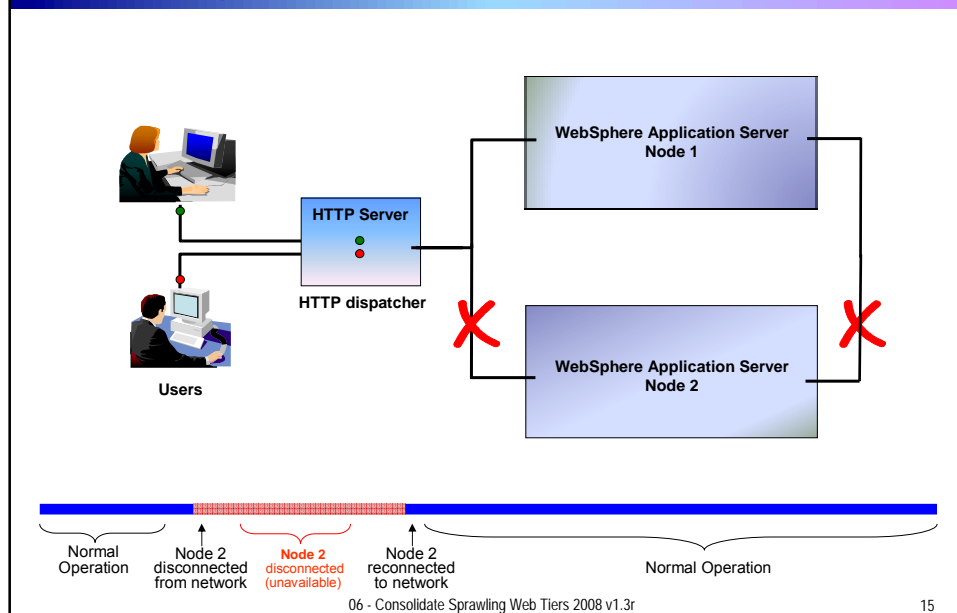 WebSphere Application Server
Node 1
HTTP Server
HTTP dispatcher
WebSphere Application Server
Node 2
Users
Normal
Operation
Node 2
disconnected
from network
Node 2
disconnected
(unavailable)
Node 2
reconnected
to network
Normal Operation
06 - Consolidate Sprawling Web Tiers 2008 v1.3r
15